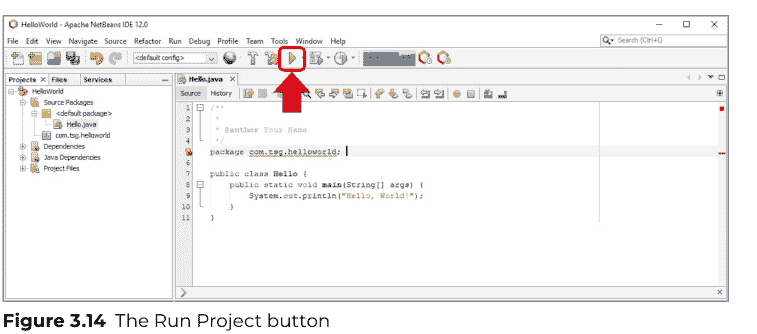 HelloWorld - Apache NetBeans IDE 12.0
File Edit View Navigate Source Refactor Run Debug Profile Team Tools Window Help
Search (Ctrl+I)
<default config>
Projects Files Services
Hello.java
HelloWorld
Source Packages
<default package>
Hello.java
com.tsg.helloworld
Dependencies
Java Dependencies
Project Files
Source History
1 /**
2 *
3 * @author Your Name
4 */
package com.tsg.helloworld;
6
7 public class Hello {
8 public static void main(String[] args) {
9 System.out.println("Hello, World!");
10 }
11 }
Figure 3.14 The Run Project button